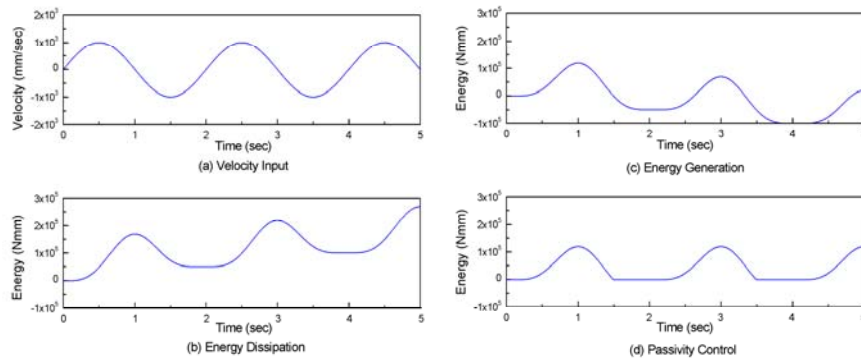 2x10³
1x10³
0
-1x10³
-2x10³
Velocity (mm/sec)
0 1 2 3 4 5
Time (sec)
(a) Velocity Input
3x10⁵
2x10⁵
1x10⁵
0
-1x10⁵
Energy (Nmm)
0 1 2 3 4 5
Time (sec)
(b) Energy Dissipation
3x10⁵
2x10⁵
1x10⁵
0
-1x10⁵
Energy (Nmm)
0 1 2 3 4 5
Time (sec)
(c) Energy Generation
3x10⁵
2x10⁵
1x10⁵
0
-1x10⁵
Energy (Nmm)
0 1 2 3 4 5
Time (sec)
(d) Passivity Control